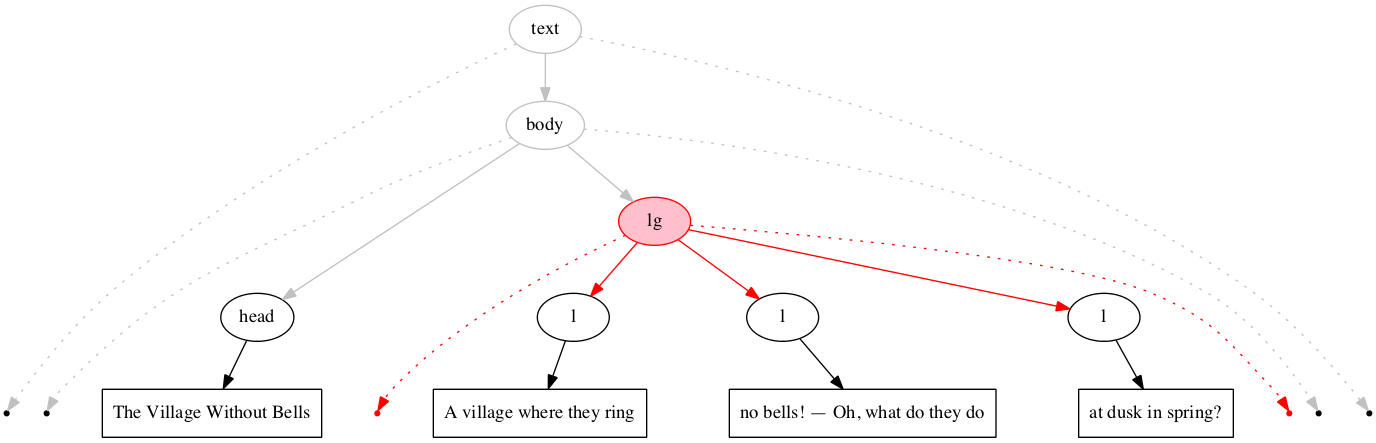 text
body
lg
head
l
l
l
The Village Without Bells
A village where they ring
no bells! — Oh, what do they do
at dusk in spring?